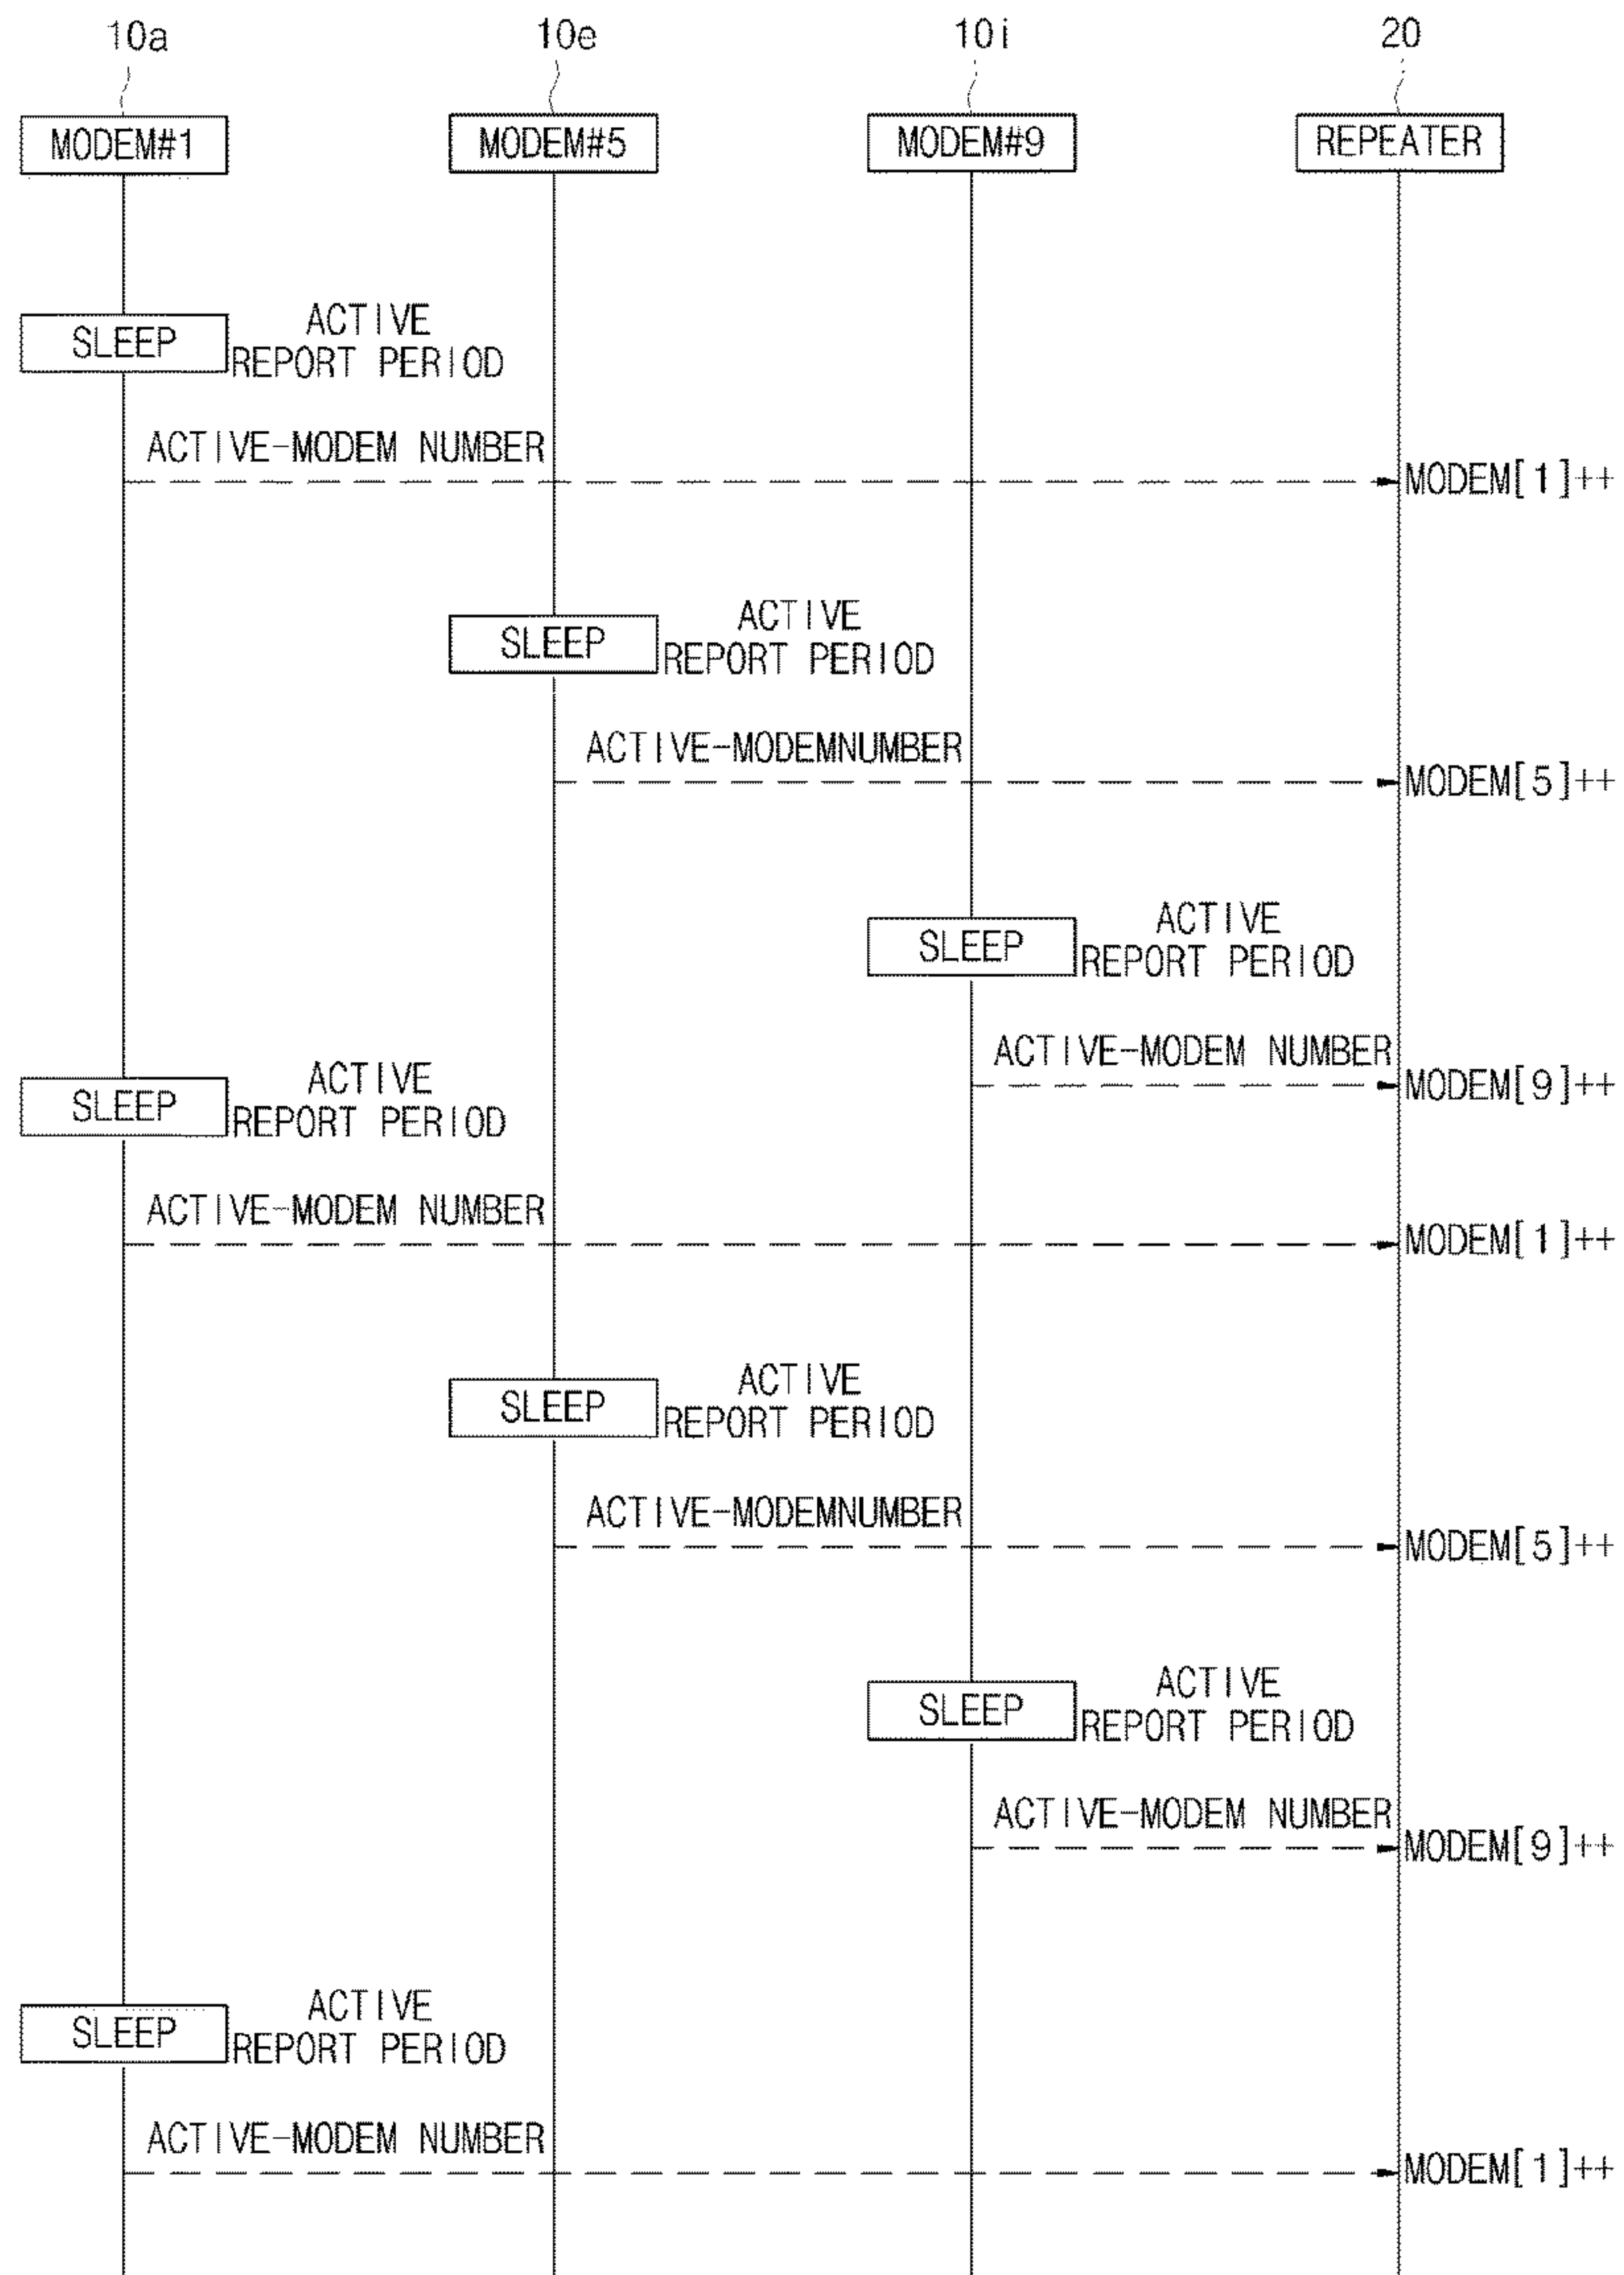 10a 10e 10i 20
MODEM#1 MODEM#5 MODEM#9 REPEATER
ACTIVE
SLEEP REPORT PERIOD
ACTIVE-MODEM NUMBER
MODEM[1]++
ACTIVE
SLEEP REPORT PERIOD
ACTIVE-MODEMNUMBER
MODEM[5]++
ACTIVE
SLEEP REPORT PERIOD
ACTIVE-MODEM NUMBER
MODEM[9]++
ACTIVE
SLEEP REPORT PERIOD
ACTIVE-MODEM NUMBER
MODEM[1]++
ACTIVE
SLEEP REPORT PERIOD
ACTIVE-MODEMNUMBER
MODEM[5]++
ACTIVE
SLEEP REPORT PERIOD
ACTIVE-MODEM NUMBER
MODEM[9]++
ACTIVE
SLEEP REPORT PERIOD
ACTIVE-MODEM NUMBER
MODEM[1]++